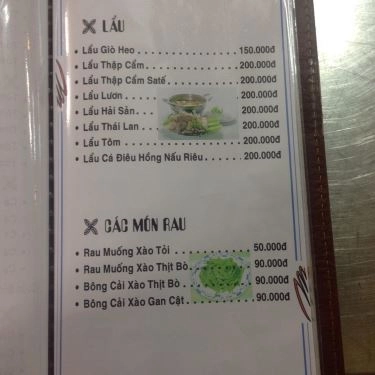 LẨU
• Lẩu Giò Heo . . . . . . . . . . . . . . 150.000đ
• Lẩu Thập Cẩm . . . . . . . . . . . . 200.000đ
• Lẩu Thập Cẩm Satế . . . . . . . . 200.000đ
• Lẩu Lươn . . . . . . . . . . . . . . . . 200.000đ
• Lẩu Hải Sản . . . 200.000đ
• Lẩu Thái Lan . . 200.000đ
• Lẩu Tôm . . . . . . . . . . . . . . . . . 200.000đ
• Lẩu Cá Điêu Hồng Nấu Riêu . . . . . . 200.000đ
CÁC MÓN RAU
• Rau Muống Xào Tỏi . . . . . . . . . . . 50.000đ
• Rau Muống Xào Thịt Bò . 90.000đ
• Bông Cải Xào Thịt Bò . . 90.000đ
• Bông Cải Xào Gan Cật . . 90.000đ